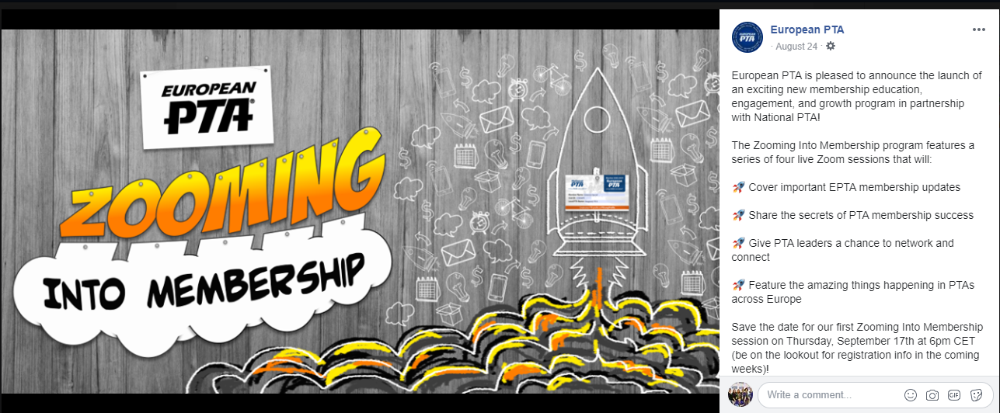 EUROPEAN
PTA®
ZOOMING
INTO MEMBERSHIP
European
PTA
European PTA
· August 24 ·
European PTA is pleased to announce the launch of
an exciting new membership education,
engagement, and growth program in partnership
with National PTA!
The Zooming Into Membership program features a
series of four live Zoom sessions that will:
🚀 Cover important EPTA membership updates
🚀 Share the secrets of PTA membership success
🚀 Give PTA leaders a chance to network and
connect
🚀 Feature the amazing things happening in PTAs
across Europe
Save the date for our first Zooming Into Membership
session on Thursday, September 17th at 6pm CET
(be on the lookout for registration info in the coming
weeks)!
Write a comment...
GIF